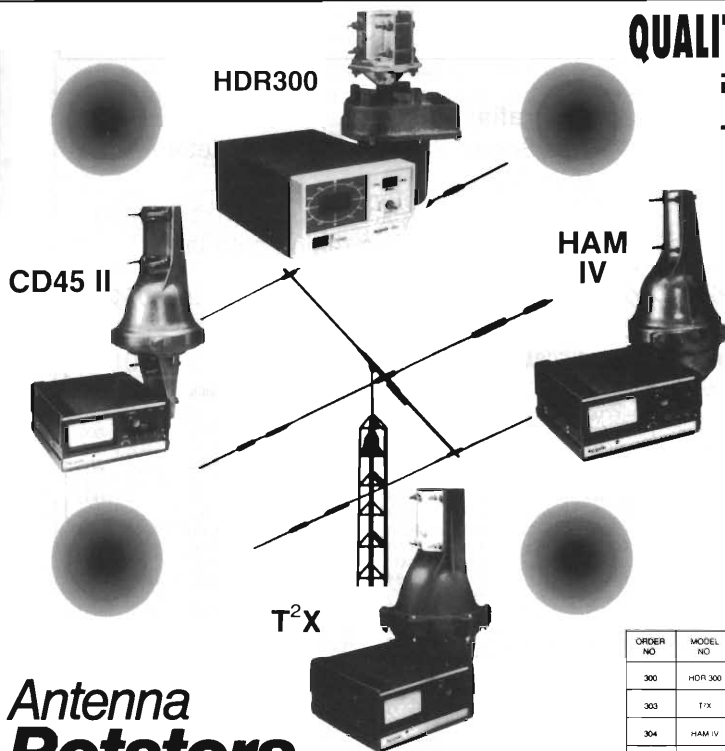 QUALIT
HDR300
CD45 II
HAM
IV
T²X
Antenna
Rotators
ORDER NO MODEL NO
300 HDR 300
303 T²X
304 HAM IV